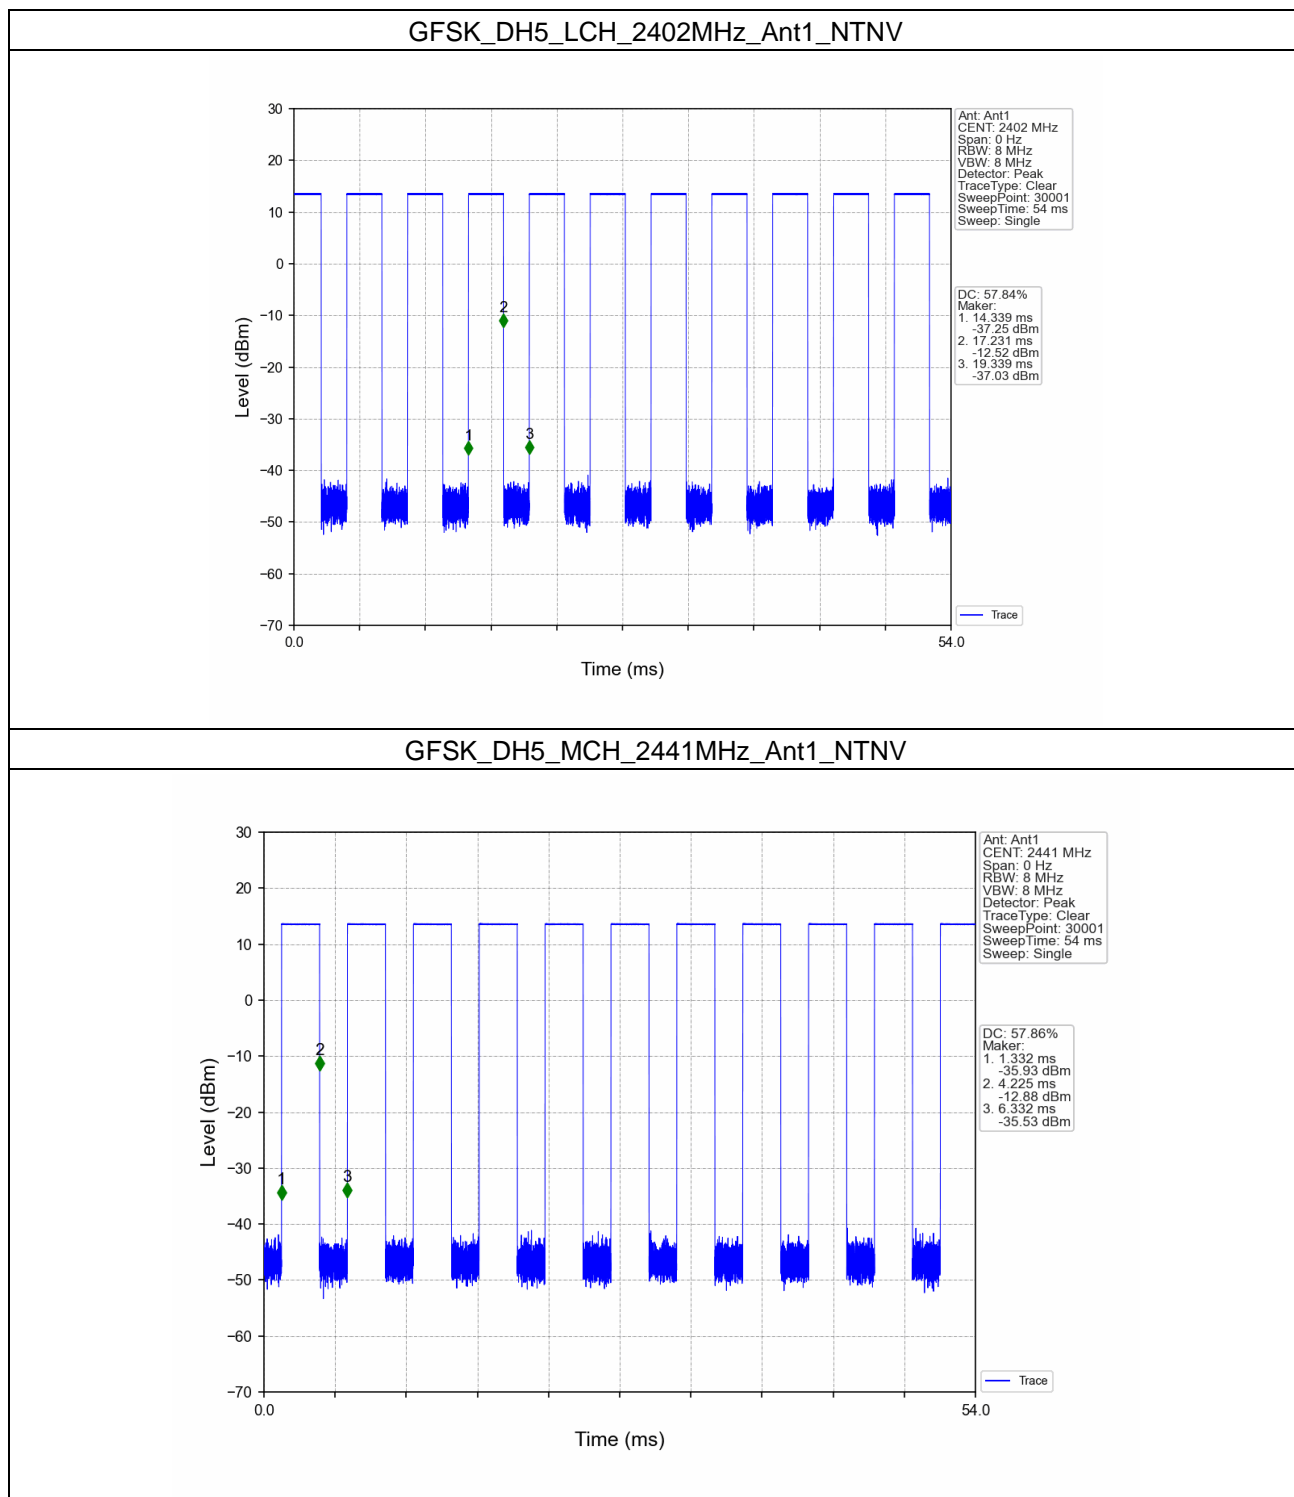 GFSK_DH5_LCH_2402MHz_Ant1_NTNV
30
20
10
0
−10
−20
−30
−40
−50
−60
−70
Level (dBm)
0.0
54.0
Time (ms)
1
2
3
Ant: Ant1
CENT: 2402 MHz
Span: 0 Hz
RBW: 8 MHz
VBW: 8 MHz
Detector: Peak
TraceType: Clear
SweepPoint: 30001
SweepTime: 54 ms
Sweep: Single
DC: 57.84%
Maker:
1. 14.339 ms
-37.25 dBm
2. 17.231 ms
-12.52 dBm
3. 19.339 ms
-37.03 dBm
Trace
GFSK_DH5_MCH_2441MHz_Ant1_NTNV
30
20
10
0
−10
−20
−30
−40
−50
−60
−70
Level (dBm)
0.0
54.0
Time (ms)
1
2
3
Ant: Ant1
CENT: 2441 MHz
Span: 0 Hz
RBW: 8 MHz
VBW: 8 MHz
Detector: Peak
TraceType: Clear
SweepPoint: 30001
SweepTime: 54 ms
Sweep: Single
DC: 57.86%
Maker:
1. 1.332 ms
-35.93 dBm
2. 4.225 ms
-12.88 dBm
3. 6.332 ms
-35.53 dBm
Trace